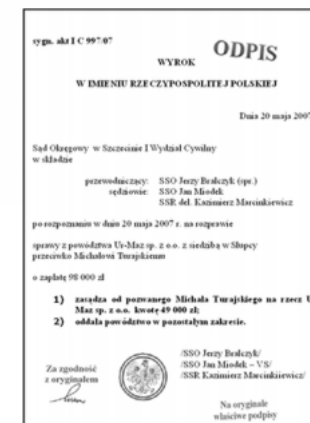 sygn. akt I C 997/07
ODPIS
WYROK
W IMIENIU RZECZYPOSPOLITEJ POLSKIEJ
Dnia 20 maja 2007
Sąd Okręgowy w Szczecinie I Wydział Cywilny
w składzie
przewodniczący: SSO Jerzy Bralczyk (spr.)
sędziowie: SSO Jan Miodek
SSR del. Kazimierz Marcinkiewicz
po rozpoznaniu w dniu 20 maja 2007 r. na rozprawie
sprawy z powództwa Ur-Maz sp. z o.o. z siedzibą w Słupcy
przeciwko Michałowi Turajskiemu
o zapłatę 98 000 zł
1) zasądza od pozwanego Michała Turajskiego na rzecz U
Maz sp. z o.o. kwotę 49 000 zł;
2) oddala powództwo w pozostałym zakresie.
/SSO Jerzy Bralczyk/
/SSO Jan Miodek – VS/
/SSR Kazimierz Marcinkiewicz/
Za zgodność
z oryginałem
Na oryginale
właściwe podpisy